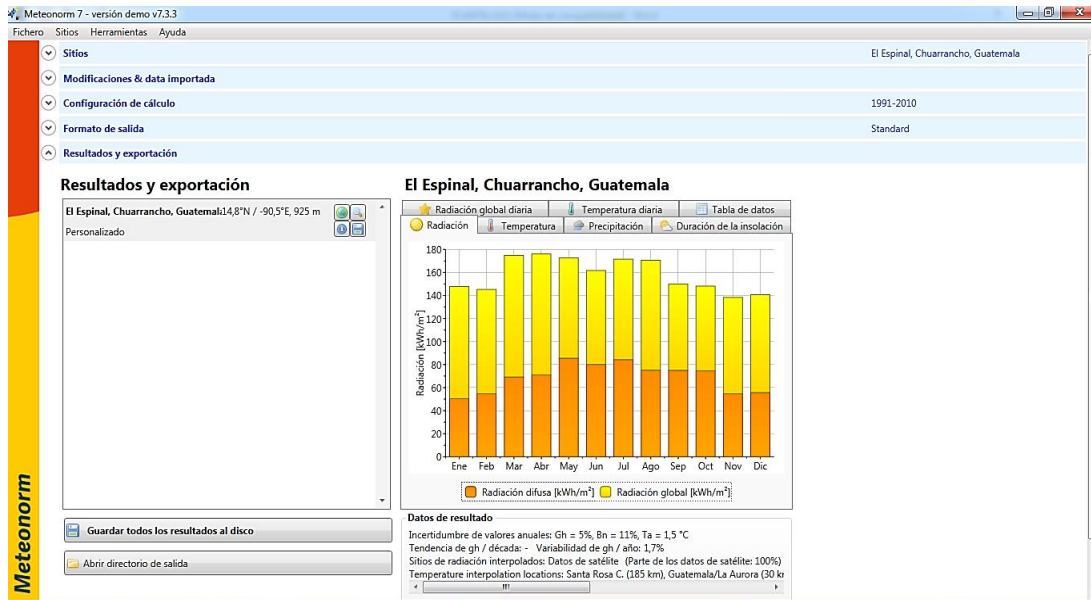 Meteonorm 7 - versión demo v7.3.3
Fichero Sitios Herramientas Ayuda
Sitios El Espinal, Chuarrancho, Guatemala
Modificaciones & data importada
Configuración de cálculo 1991-2010
Formato de salida Standard
Resultados y exportación
Resultados y exportación
El Espinal, Chuarrancho, Guatemala:14,8°N / -90,5°E, 925 m
Personalizado
Guardar todos los resultados al disco
Abrir directorio de salida
El Espinal, Chuarrancho, Guatemala
Radiación global diaria Temperatura diaria Tabla de datos
Radiación Temperatura Precipitación Duración de la insolación
Radiación [kWh/m²]
180
160
140
120
100
80
60
40
20
0
Ene Feb Mar Abr May Jun Jul Ago Sep Oct Nov Dic
Radiación difusa [kWh/m²] Radiación global [kWh/m²]
Datos de resultado
Incertidumbre de valores anuales: Gh = 5%, Bn = 11%, Ta = 1,5 °C
Tendencia de gh / década: - Variabilidad de gh / año: 1,7%
Sitios de radiación interpolados: Datos de satélite (Parte de los datos de satélite: 100%)
Temperature interpolation locations: Santa Rosa C. (185 km), Guatemala/La Aurora (30 k
Meteonorm